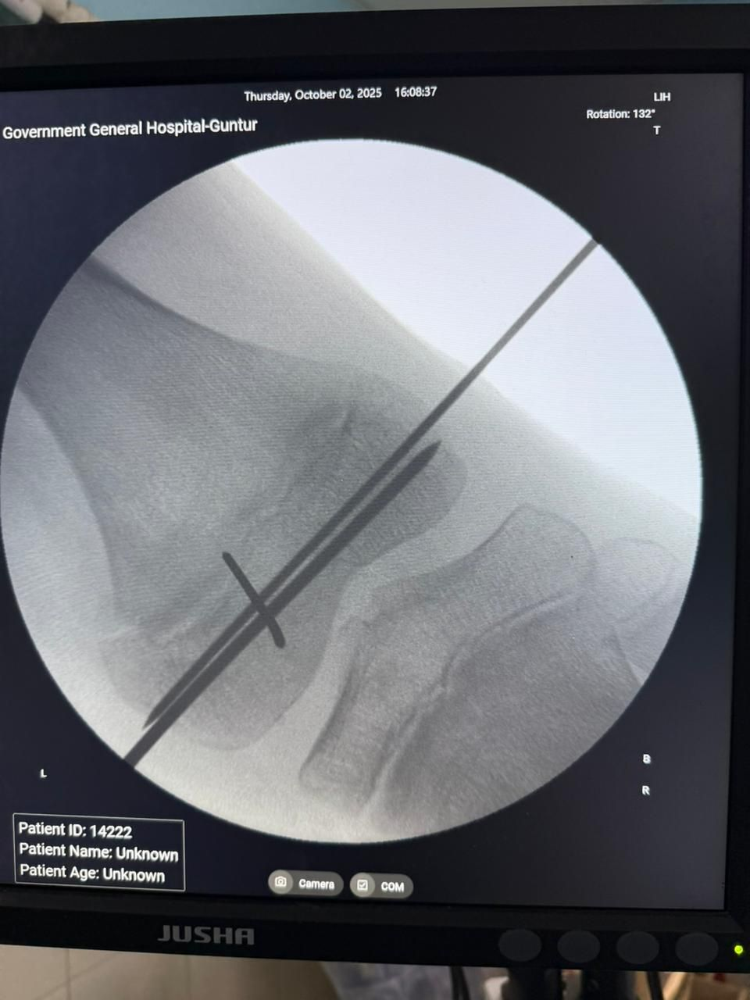 Thursday, October 02, 2025 16:08:37
LIH
Government General Hospital-Guntur
Rotation: 132°
T
L
B
R
Patient ID: 14222
Patient Name: Unknown
Patient Age: Unknown
Camera
COM
JUSHA